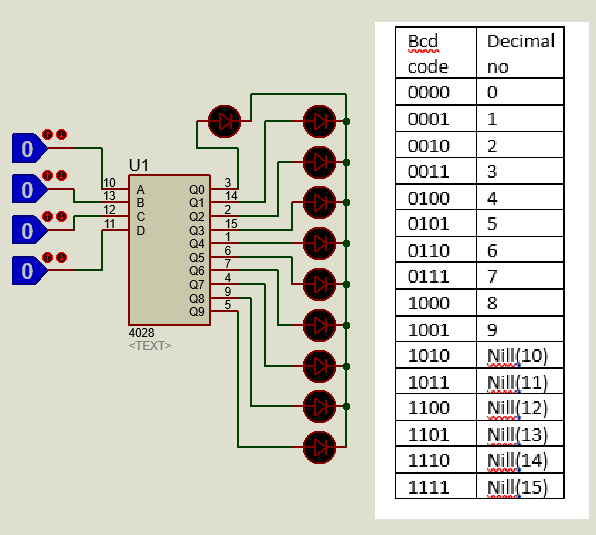 0
0
0
0
U1
10 A Q0 3
13 B Q1 14
12 C Q2 2
11 D Q3 15
Q4 1
Q5 6
Q6 7
Q7 4
Q8 9
Q9 5
4028
<TEXT>
Bcd code Decimal no
0000 0
0001 1
0010 2
0011 3
0100 4
0101 5
0110 6
0111 7
1000 8
1001 9
1010 Nill(10)
1011 Nill(11)
1100 Nill(12)
1101 Nill(13)
1110 Nill(14)
1111 Nill(15)